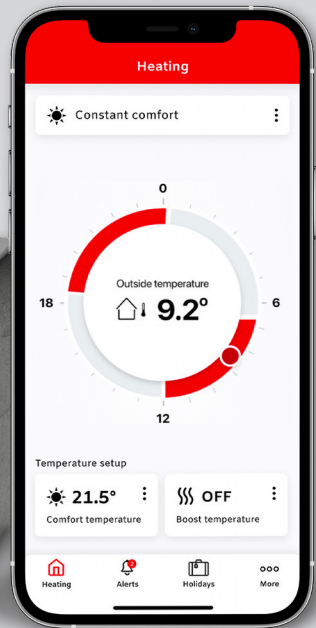 Heating
Constant comfort
0
18
6
12
Outside temperature
9.2°
Temperature setup
21.5°
Comfort temperature
OFF
Boost temperature
2
Heating
Alerts
Holidays
More